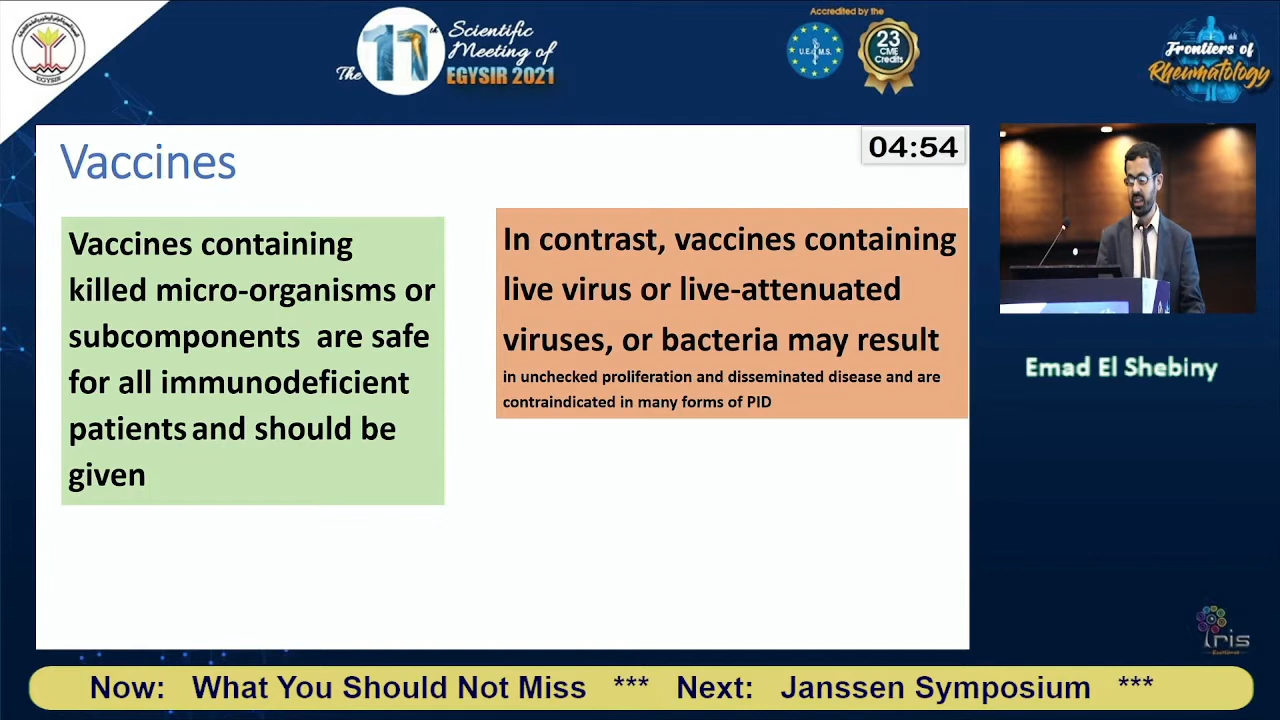 EGYSIR
The 11th
Scientific
Meeting of
EGYSIR 2021
Accredited by the
U.E.M.S.
23
CME
Credits
Frontiers of
Rheumatology
Vaccines
04:54
Vaccines containing
killed micro-organisms or
subcomponents are safe
for all immunodeficient
patients and should be
given
In contrast, vaccines containing
live virus or live-attenuated
viruses, or bacteria may result
in unchecked proliferation and disseminated disease and are
contraindicated in many forms of PID
Emad El Shebiny
Iris
Now: What You Should Not Miss *** Next: Janssen Symposium ***